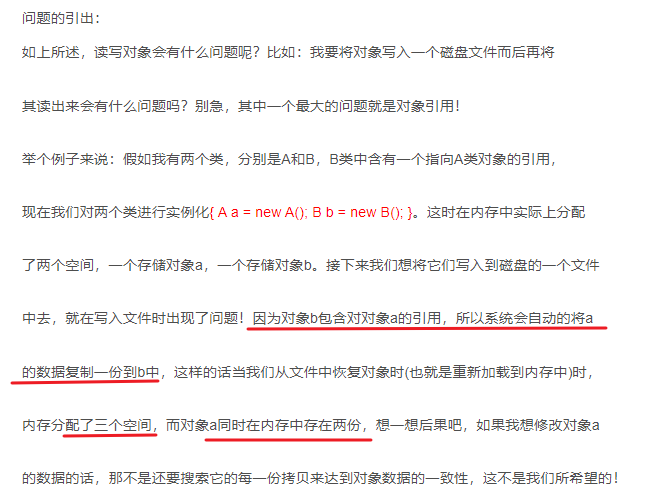 问题的引出：
如上所述，读写对象会有什么问题呢？比如：我要将对象写入一个磁盘文件而后再将
其读出来会有什么问题吗？别急，其中一个最大的问题就是对象引用！
举个例子来说：假如我有两个类，分别是A和B，B类中含有一个指向A类对象的引用，
现在我们对两个类进行实例化{ A a = new A(); B b = new B(); }。这时在内存中实际上分配
了两个空间，一个存储对象a，一个存储对象b。接下来我们想将它们写入到磁盘的一个文件
中去，就在写入文件时出现了问题！因为对象b包含对对象a的引用，所以系统会自动的将a
的数据复制一份到b中，这样的话当我们从文件中恢复对象时(也就是重新加载到内存中)时，
内存分配了三个空间，而对象a同时在内存中存在两份，想一想后果吧，如果我想修改对象a
的数据的话，那不是还要搜索它的每一份拷贝来达到对象数据的一致性，这不是我们所希望的！